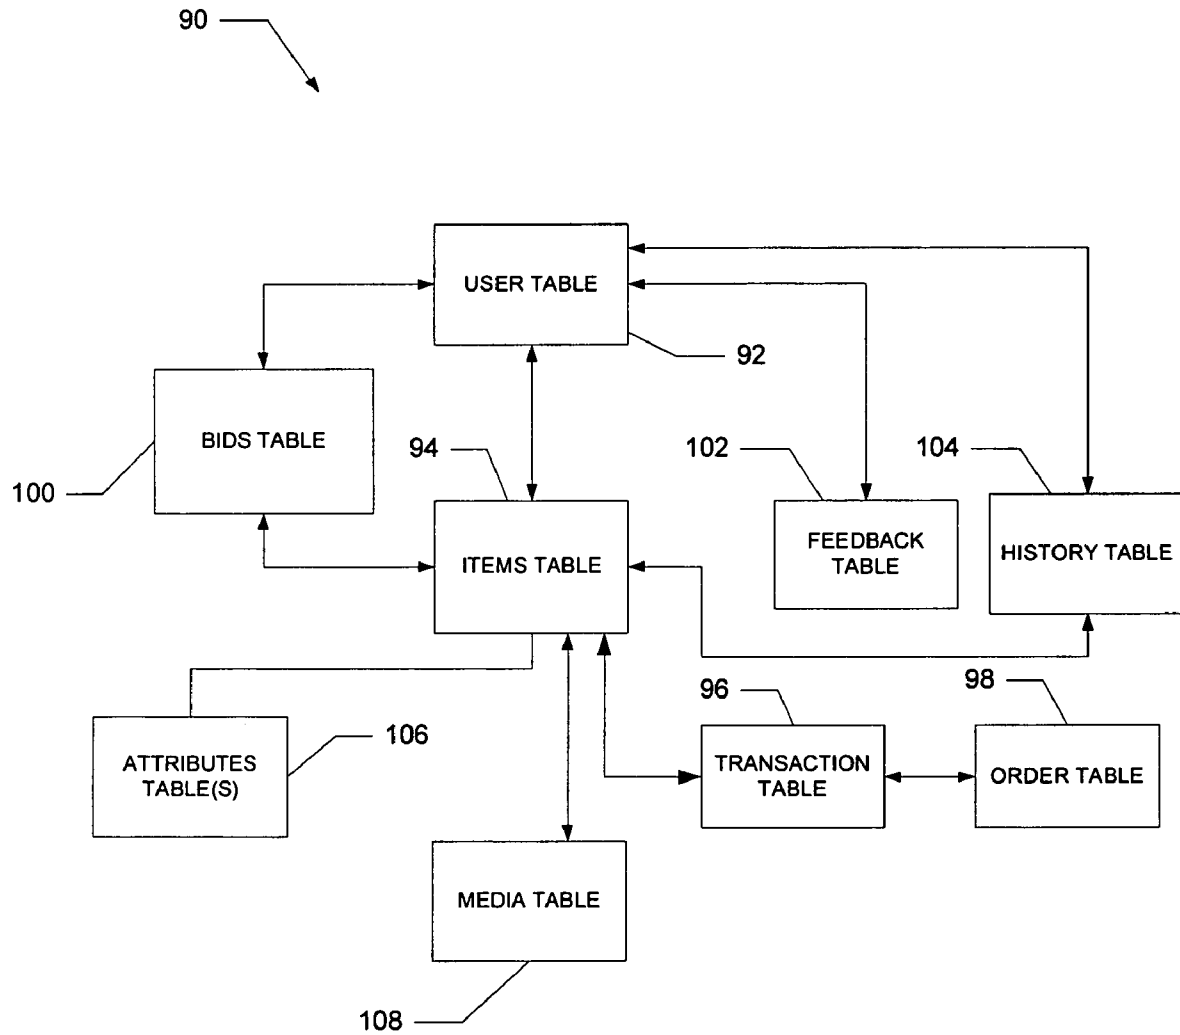 90
USER TABLE
92
BIDS TABLE
100
94
102
104
ITEMS TABLE
FEEDBACK
TABLE
HISTORY TABLE
96
98
106
ATTRIBUTES
TABLE(S)
TRANSACTION
TABLE
ORDER TABLE
MEDIA TABLE
108